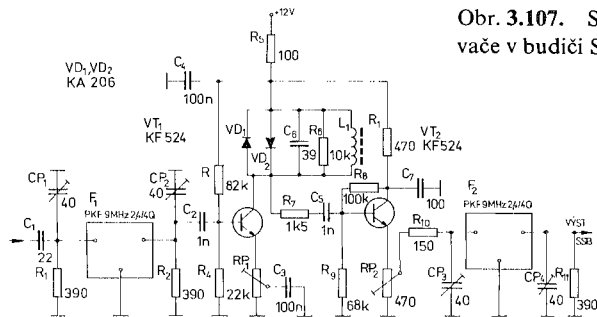 Obr. 3.107. S
vače v budiči S
+12V
R5
100
VD1,VD2
KA 206
C4
100n
VT1
KF 524
VD1
VD2
C6
39
R6
10k
L1
R1
470
VT2
KF524
R8
100k
C7
100
R
82k
CP1
40
CP2
40
F1
PKF 9MHz 2,4/4Q
C1
22
C2
1n
R7
1k5
C5
1n
R10
150
F2
PKF 9MHz 2,4/4Q
VÝST
SSB
R1
390
R2
390
R4
22k
RP1
C3
100n
R9
68k
RP2
470
CP3
40
CP4
40
R11
390